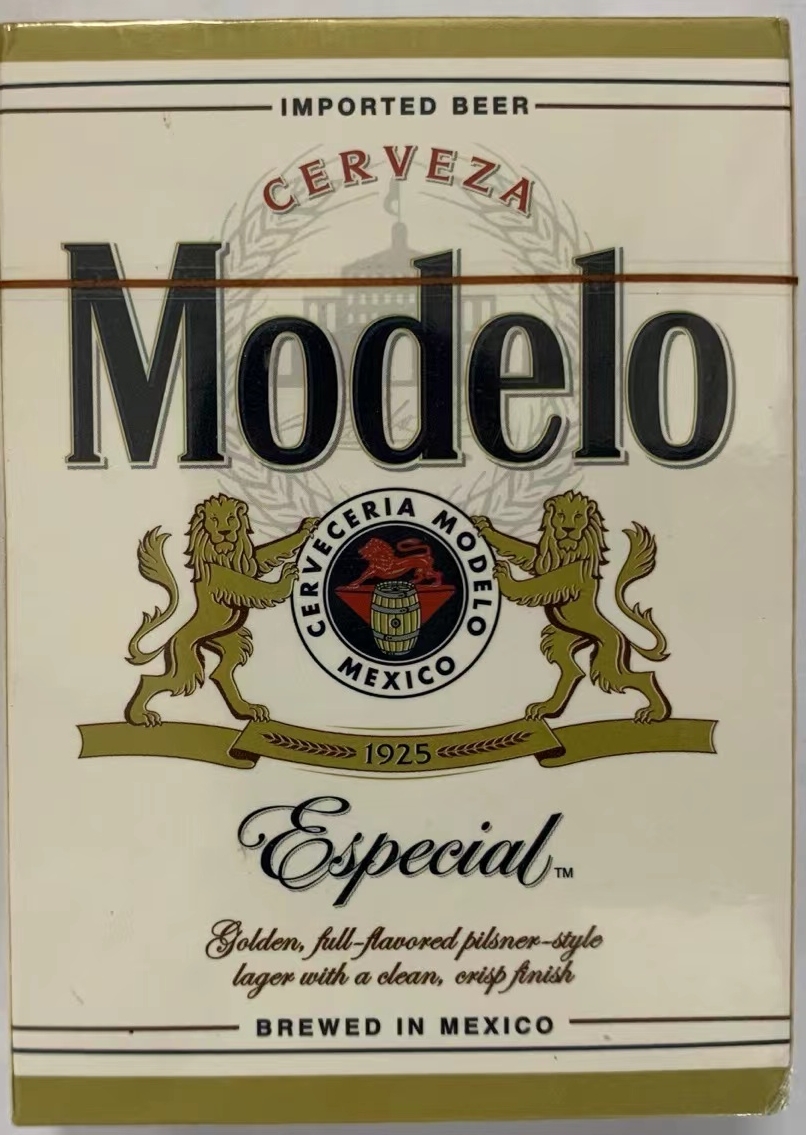 IMPORTED BEER
CERVEZA
Modelo
CERVECERIA MODELO
MEXICO
1925
Especial™
Golden, full-flavored pilsner-style
lager with a clean, crisp finish
BREWED IN MEXICO